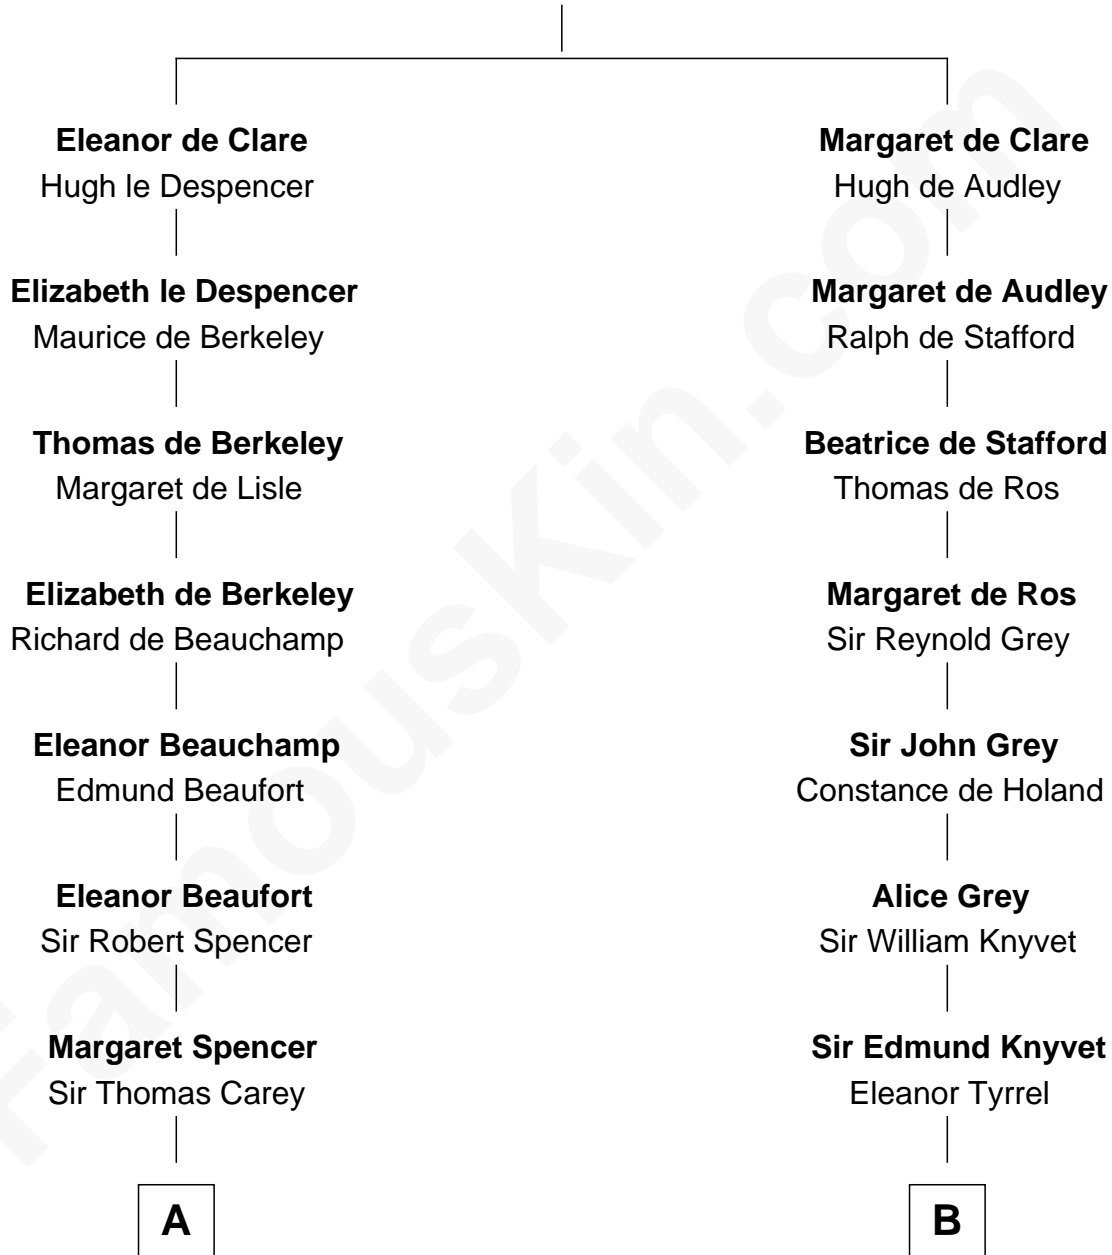 Eleanor de Clare
Hugh le Despencer
Margaret de Clare
Hugh de Audley
Elizabeth le Despencer
Maurice de Berkeley
Margaret de Audley
Ralph de Stafford
Thomas de Berkeley
Margaret de Lisle
Beatrice de Stafford
Thomas de Ros
Elizabeth de Berkeley
Richard de Beauchamp
Margaret de Ros
Sir Reynold Grey
Eleanor Beauchamp
Edmund Beaufort
Sir John Grey
Constance de Holand
Eleanor Beaufort
Sir Robert Spencer
Alice Grey
Sir William Knyvet
Margaret Spencer
Sir Thomas Carey
Sir Edmund Knyvet
Eleanor Tyrrel
A
B
FamousKin.com